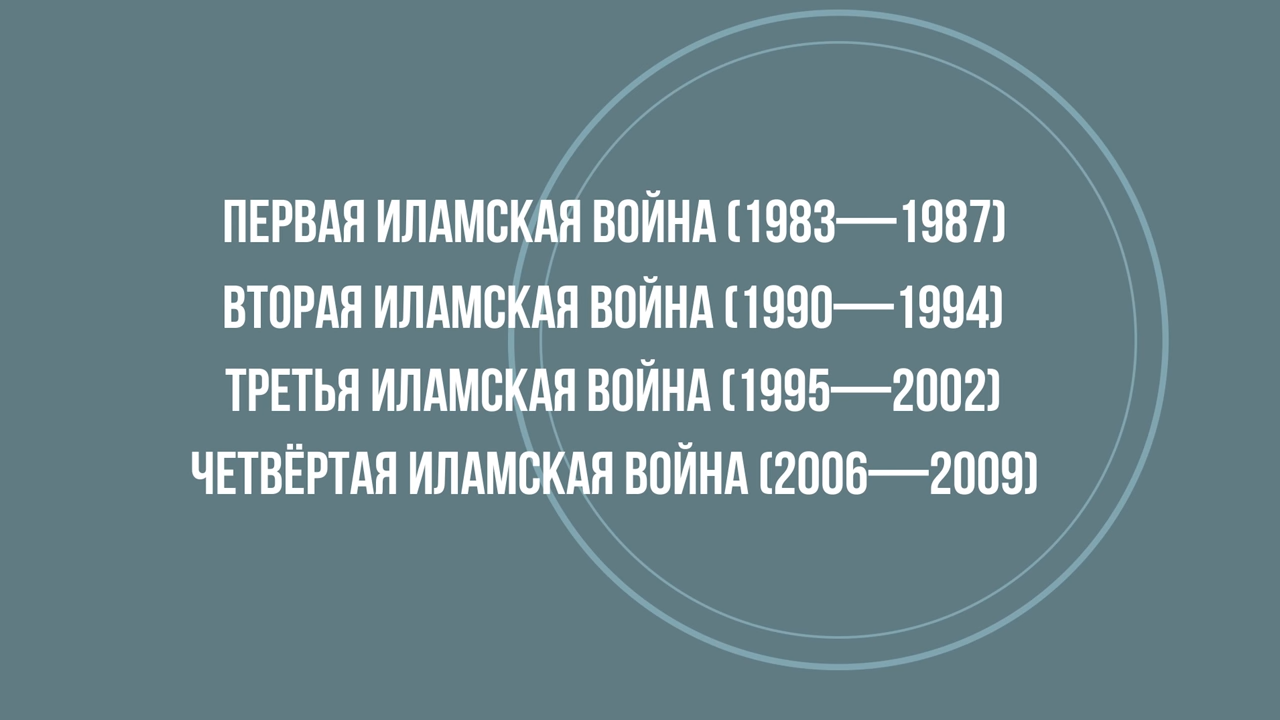 ПЕРВАЯ ИЛАМСКАЯ ВОЙНА (1983—1987)
ВТОРАЯ ИЛАМСКАЯ ВОЙНА (1990—1994)
ТРЕТЬЯ ИЛАМСКАЯ ВОЙНА (1995—2002)
ЧЕТВЁРТАЯ ИЛАМСКАЯ ВОЙНА (2006—2009)